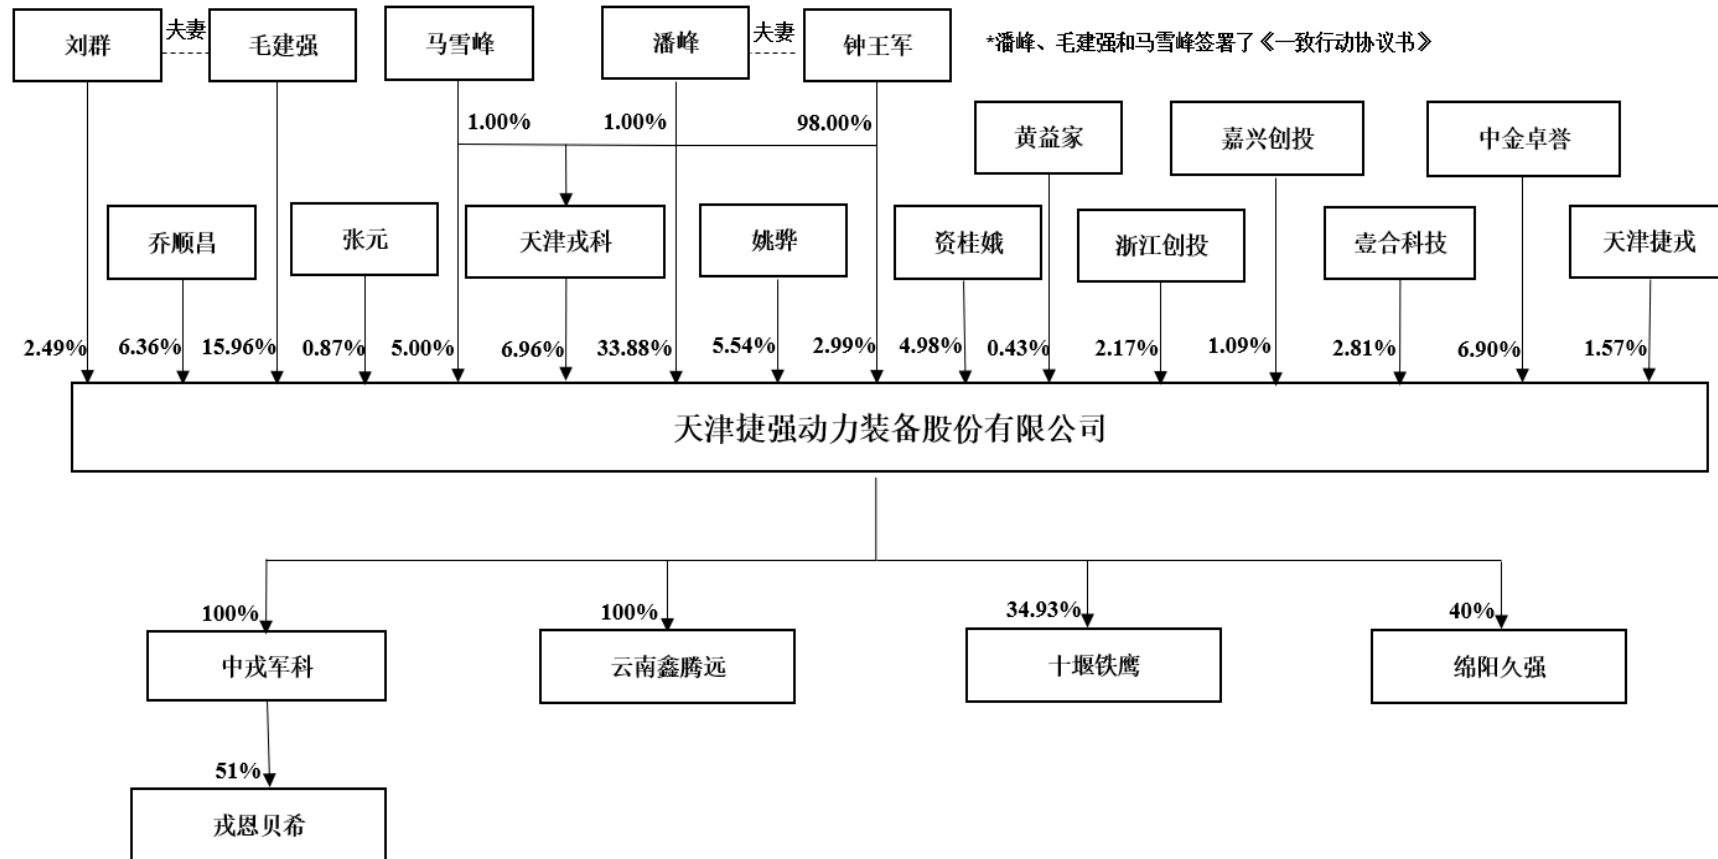 刘群
夫妻
毛建强
马雪峰
潘峰
夫妻
钟王军
*潘峰、毛建强和马雪峰签署了《一致行动协议书》
1.00%
1.00%
98.00%
黄益家
嘉兴创投
中金卓誉
乔顺昌
张元
天津戎科
姚骅
资桂娥
浙江创投
壹合科技
天津捷戎
2.49%
6.36%
15.96%
0.87%
5.00%
6.96%
33.88%
5.54%
2.99%
4.98%
0.43%
2.17%
1.09%
2.81%
6.90%
1.57%
天津捷强动力装备股份有限公司
100%
100%
34.93%
40%
中戎军科
云南鑫腾远
十堰铁鹰
绵阳久强
51%
戎恩贝希